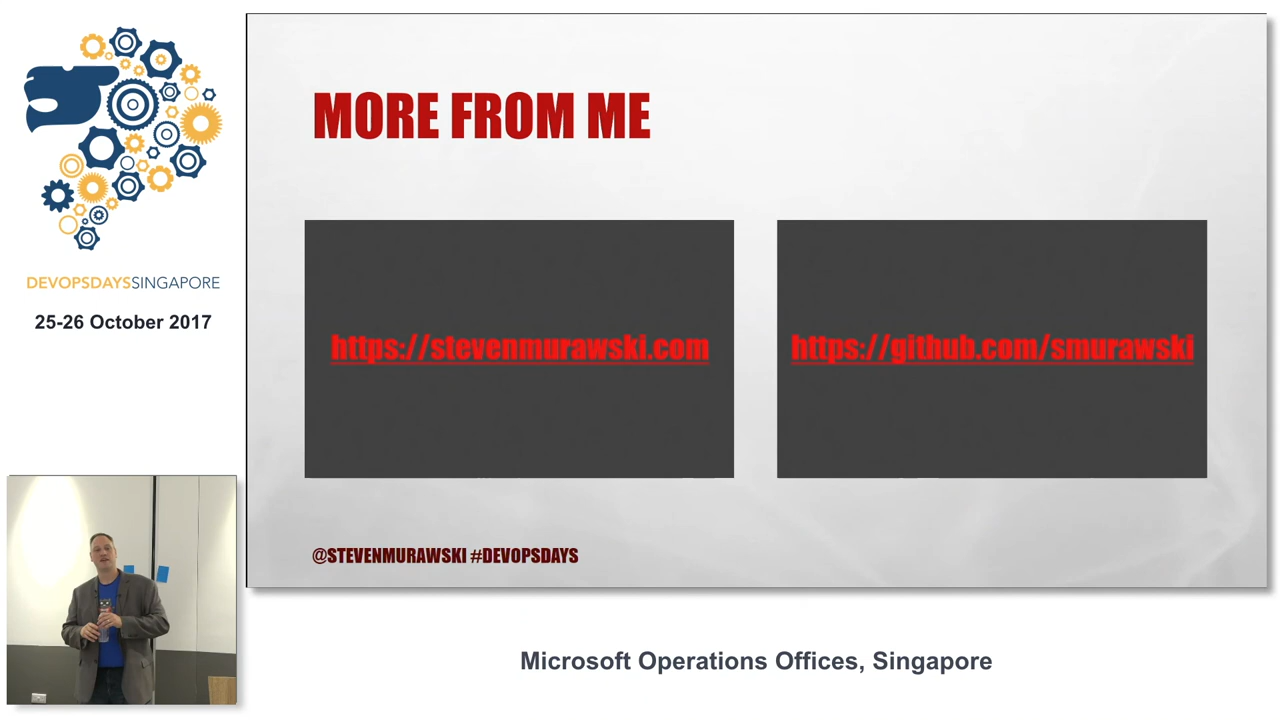 DEVOPSDAYSSINGAPORE
25-26 October 2017
MORE FROM ME
https://stevenmurawski.com
https://github.com/smurawski
@STEVENMURAWSKI #DEVOPSDAYS
Microsoft Operations Offices, Singapore